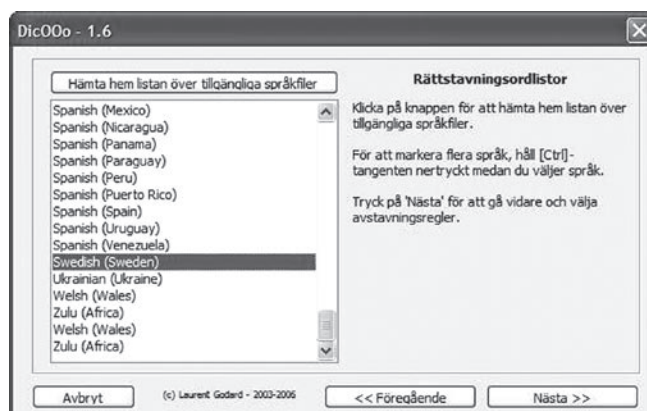 DicOOo - 1.6
Hämta hem listan över tillgängliga språkfiler
Spanish (Mexico)
Spanish (Nicaragua)
Spanish (Panama)
Spanish (Paraguay)
Spanish (Peru)
Spanish (Puerto Rico)
Spanish (Spain)
Spanish (Uruguay)
Spanish (Venezuela)
Swedish (Sweden)
Ukrainian (Ukraine)
Welsh (Wales)
Zulu (Africa)
Welsh (Wales)
Zulu (Africa)
Rättstavningsordlistor
Klicka på knappen för att hämta hem listan över
tillgängliga språkfiler.
För att markera flera språk, håll [Ctrl]-
tangenten nertryckt medan du väljer språk.
Tryck på 'Nästa' för att gå vidare och välja
avstavningsregler.
Avbryt
(c) Laurent Godard - 2003-2006
<< Föregående
Nästa >>